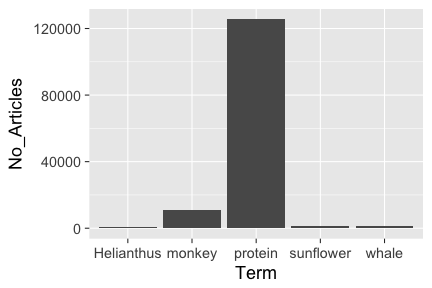 No_Articles
120000
80000
40000
0
Helianthus monkey protein sunflower whale
Term